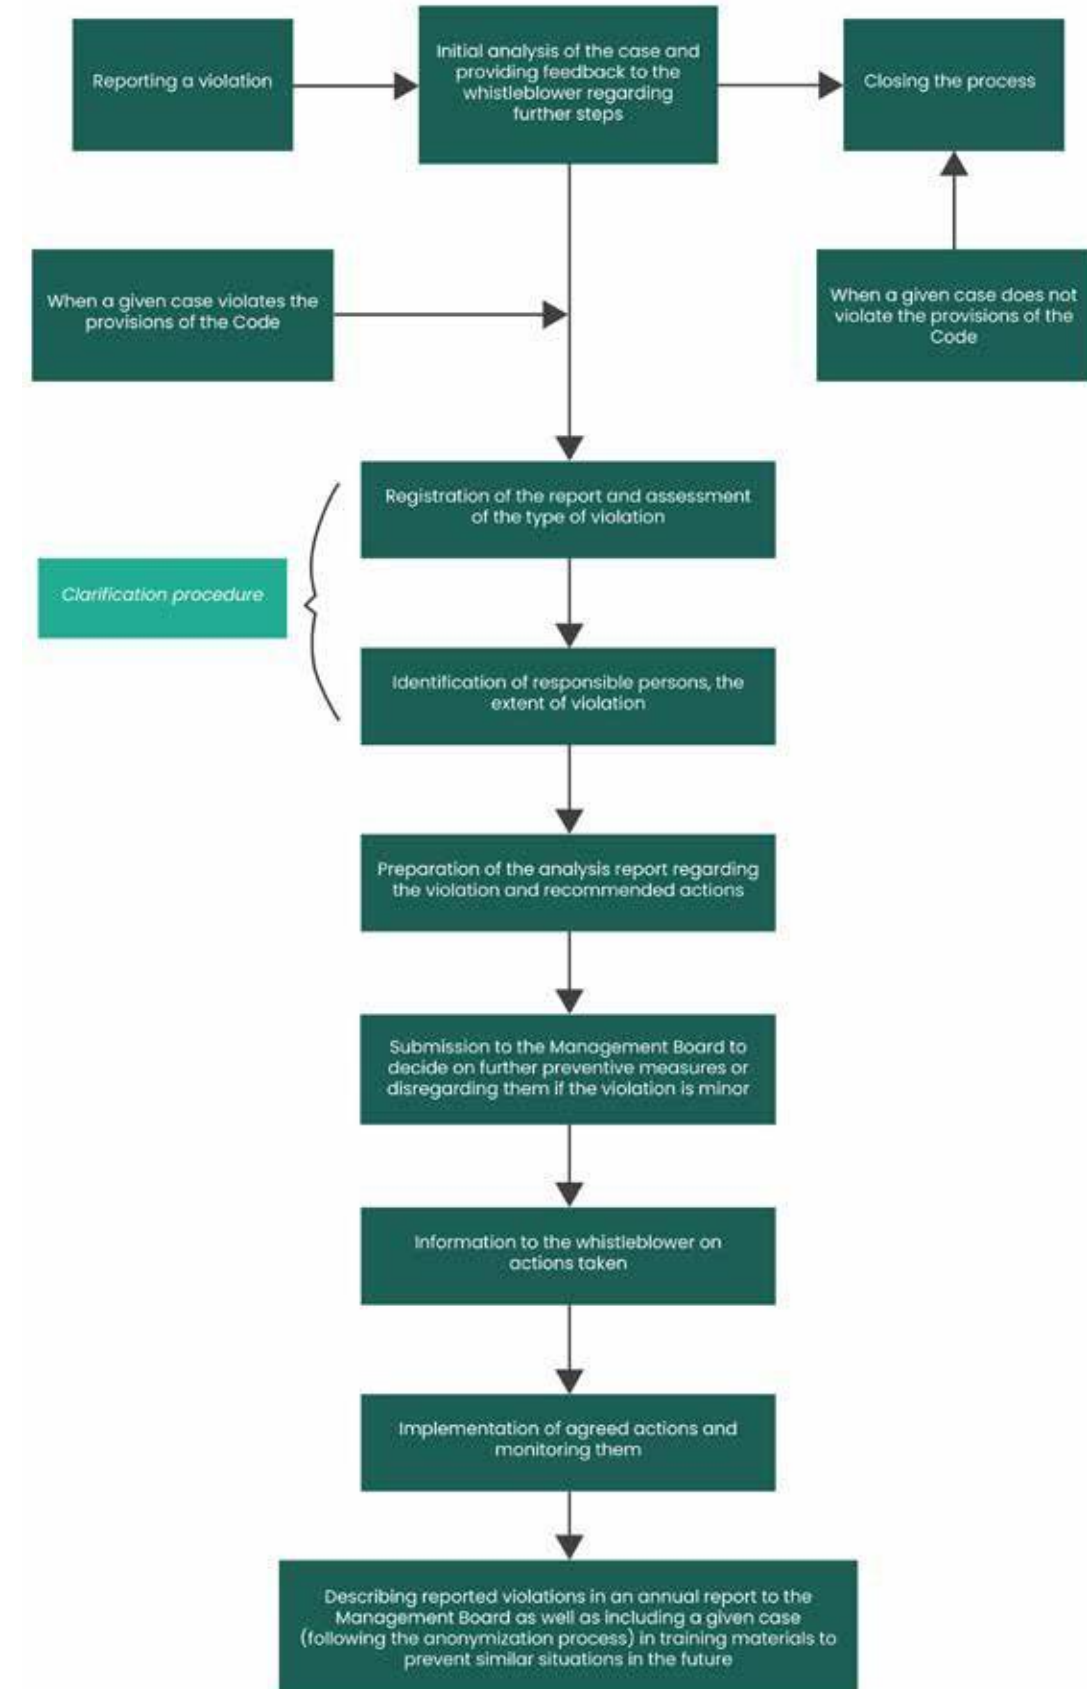 Reporting a violation
Initial analysis of the case and
providing feedback to the
whistleblower regarding
further steps
Closing the process
When a given case violates the
provisions of the Code
When a given case does not
violate the provisions of the
Code
Registration of the report and assessment
of the type of violation
Clarification procedure
Identification of responsible persons, the
extent of violation
Preparation of the analysis report regarding
the violation and recommended actions
Submission to the Management Board to
decide on further preventive measures or
disregarding them if the violation is minor
Information to the whistleblower on
actions taken
Implementation of agreed actions and
monitoring them
Describing reported violations in an annual report to the
Management Board as well as including a given case
(following the anonymization process) in training materials to
prevent similar situations in the future